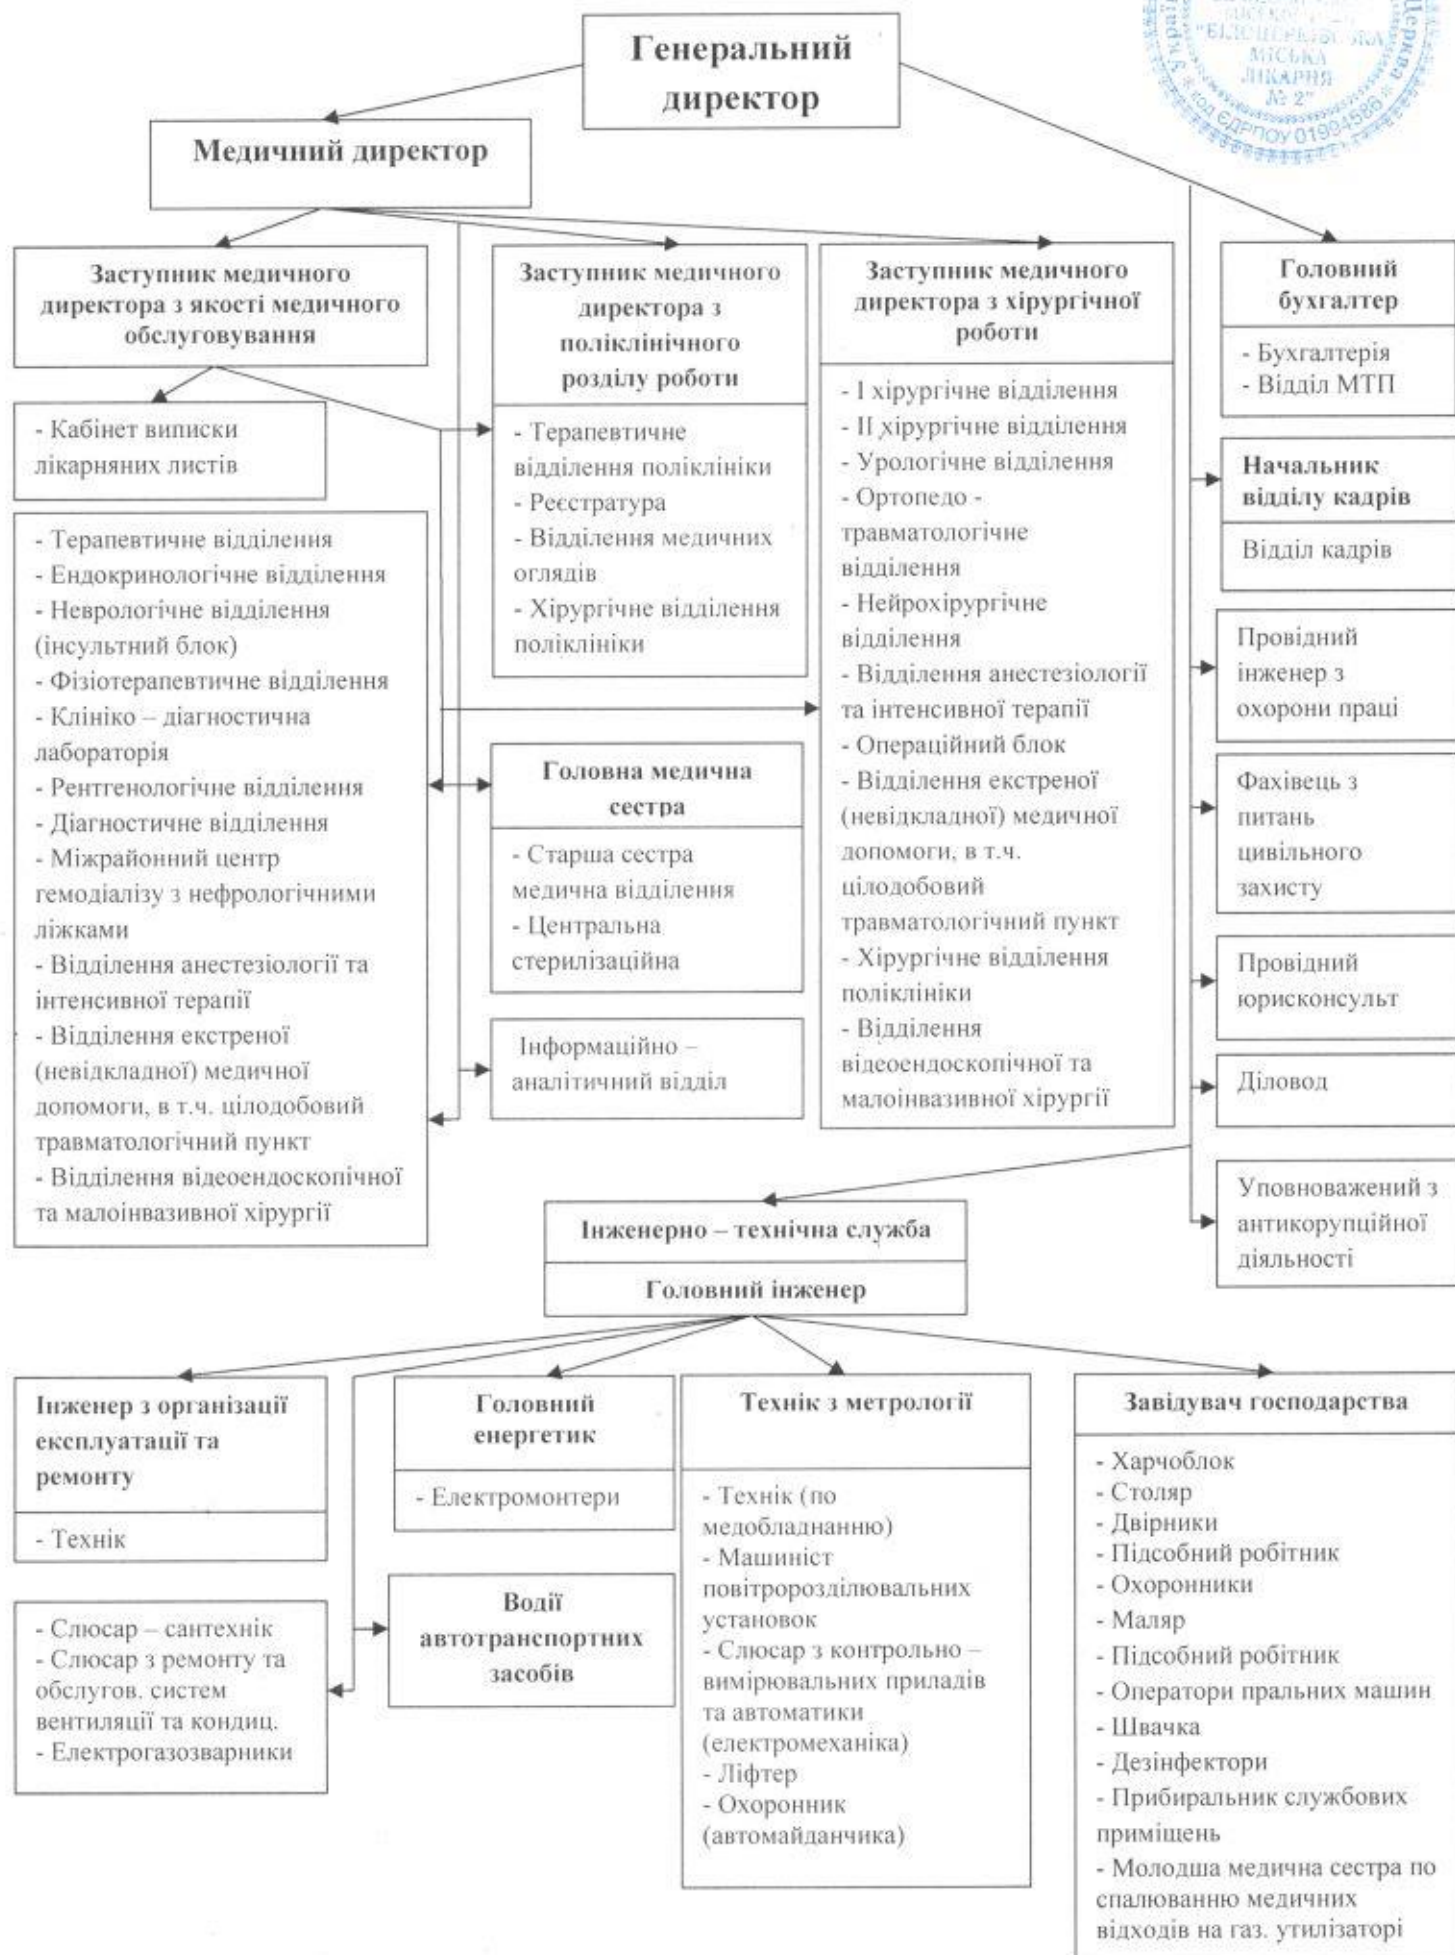 Генеральний
директор
Україн
Церква
МІСЬКА
ЛІКАРНЯ
№ 2"
КОД ЄДРПОУ 01994586
Медичний директор
Заступник медичного
директора з якості медичного
обслуговування
Заступник медичного
директора з
поліклінічного
розділу роботи
Заступник медичного
директора з хірургічної
роботи
Головний
бухгалтер
- Бухгалтерія
- Відділ МТП
- Кабінет виписки
лікарняних листів
- Терапевтичне відділення
- Ендокринологічне відділення
- Неврологічне відділення
(інсультний блок)
- Фізіотерапевтичне відділення
- Клініко – діагностична
лабораторія
- Рентгенологічне відділення
- Діагностичне відділення
- Міжрайонний центр
гемодіалізу з нефрологічними
ліжками
- Відділення анестезіології та
інтенсивної терапії
- Відділення екстреної
(невідкладної) медичної
допомоги, в т.ч. цілодобовий
травматологічний пункт
- Відділення відеоендоскопічної
та малоінвазивної хірургії
- Терапевтичне
відділення поліклініки
- Реєстратура
- Відділення медичних
оглядів
- Хірургічне відділення
поліклініки
Головна медична
сестра
- Старша сестра
медична відділення
- Центральна
стерилізаційна
Інформаційно –
аналітичний відділ
- І хірургічне відділення
- ІІ хірургічне відділення
- Урологічне відділення
- Ортопедо -
травматологічне
відділення
- Нейрохірургічне
відділення
- Відділення анестезіології
та інтенсивної терапії
- Операційний блок
- Відділення екстреної
(невідкладної) медичної
допомоги, в т.ч.
цілодобовий
травматологічний пункт
- Хірургічне відділення
поліклініки
- Відділення
відеоендоскопічної та
малоінвазивної хірургії
Начальник
відділу кадрів
Відділ кадрів
Провідний
інженер з
охорони праці
Фахівець з
питань
цивільного
захисту
Провідний
юрисконсульт
Діловод
Уповноважений з
антикорупційної
діяльності
Інженерно – технічна служба
Головний інженер
Інженер з організації
експлуатації та
ремонту
- Технік
- Слюсар – сантехнік
- Слюсар з ремонту та
обслугов. систем
вентиляції та кондиц.
- Електрогазозварники
Головний
енергетик
- Електромонтери
Водії
автотранспортних
засобів
Технік з метрології
- Технік (по
медобладнанню)
- Машиніст
повітророзділювальних
установок
- Слюсар з контрольно –
вимірювальних приладів
та автоматики
(електромеханіка)
- Ліфтер
- Охоронник
(автомайданчика)
Завідувач господарства
- Харчоблок
- Столяр
- Двірники
- Підсобний робітник
- Охоронники
- Маляр
- Підсобний робітник
- Оператори пральних машин
- Швачка
- Дезінфектори
- Прибиральник службових
приміщень
- Молодша медична сестра по
спалюванню медичних
відходів на газ. утилізаторі